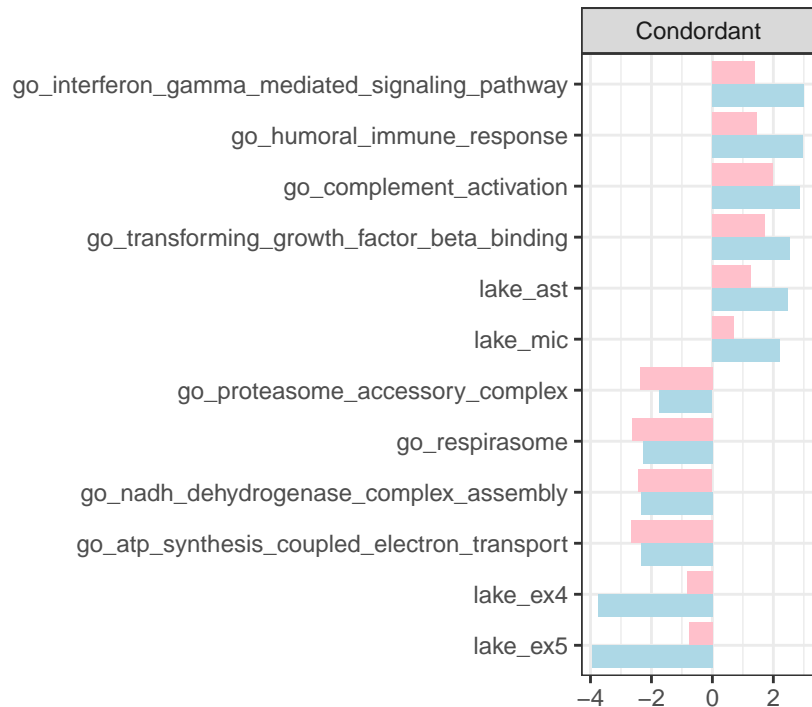 Condordant
go_interferon_gamma_mediated_signaling_pathway
go_humoral_immune_response
go_complement_activation
go_transforming_growth_factor_beta_binding
lake_ast
lake_mic
go_proteasome_accessory_complex
go_respirasome
go_nadh_dehydrogenase_complex_assembly
go_atp_synthesis_coupled_electron_transport
lake_ex4
lake_ex5
−4 −2 0 2